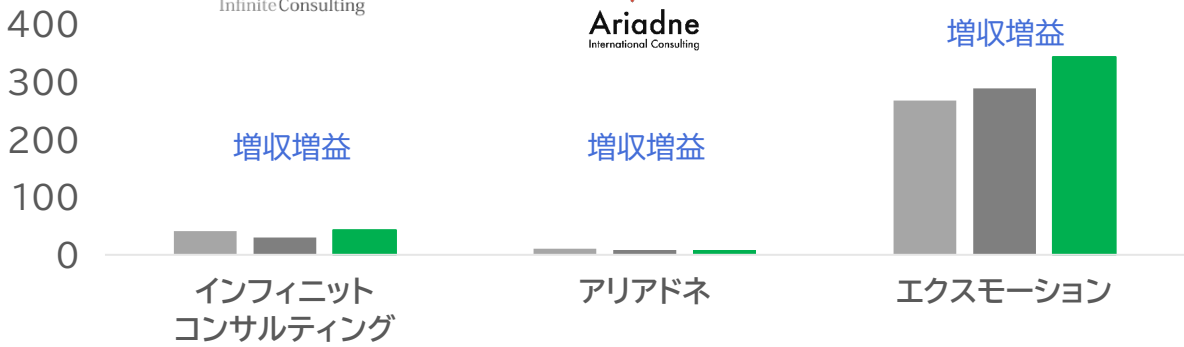 InfiniteConsulting
Ariadne
International Consulting
増収増益
増収増益
増収増益
400
300
200
100
0
インフィニット
コンサルティング
アリアドネ
エクスモーション